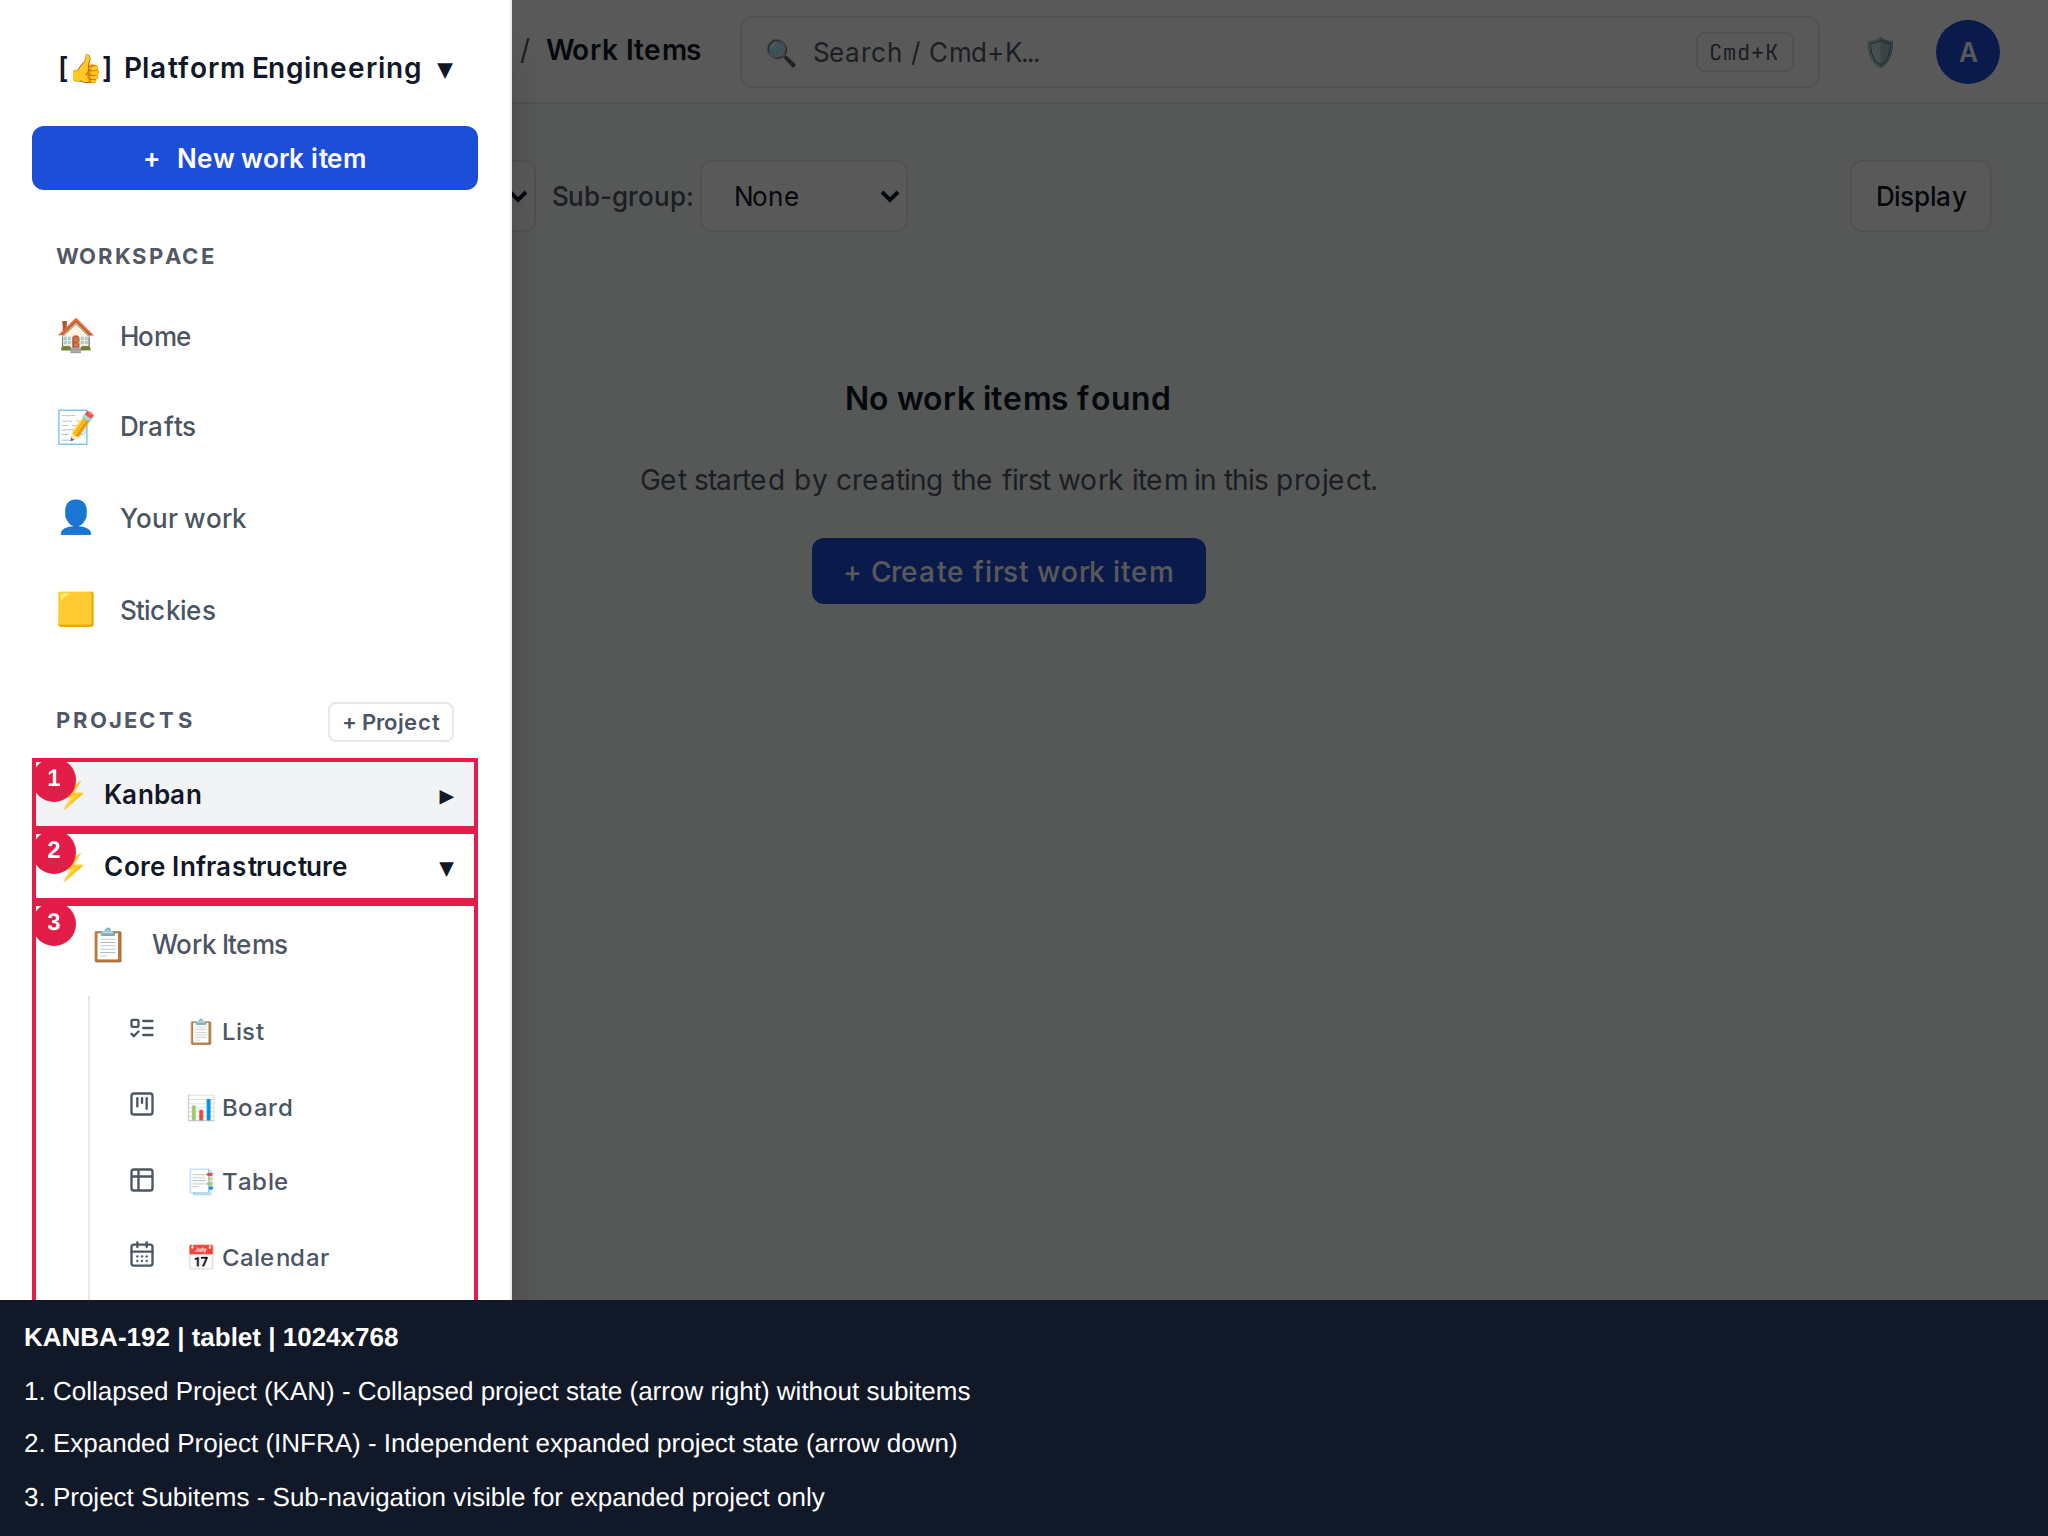 [👍] Platform Engineering ▼
/ Work Items
🔍 Search / Cmd+K...
Cmd+K
A
+ New work item
Sub-group: None
Display
WORKSPACE
🏠 Home
📝 Drafts
👤 Your work
🟨 Stickies
No work items found
Get started by creating the first work item in this project.
+ Create first work item
PROJECTS
+ Project
1 ⚡ Kanban ▶
2 ⚡ Core Infrastructure ▼
3 📋 Work Items
📋 List
📊 Board
📑 Table
📅 Calendar
KANBA-192 | tablet | 1024x768
1. Collapsed Project (KAN) - Collapsed project state (arrow right) without subitems
2. Expanded Project (INFRA) - Independent expanded project state (arrow down)
3. Project Subitems - Sub-navigation visible for expanded project only